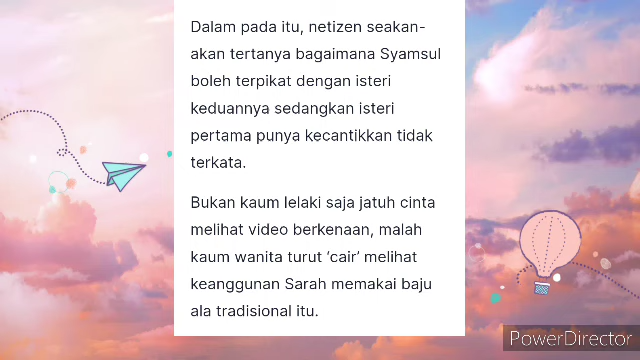 Dalam pada itu, netizen seakan-
akan tertanya bagaimana Syamsul
boleh terpikat dengan isteri
keduannya sedangkan isteri
pertama punya kecantikkan tidak
terkata.
Bukan kaum lelaki saja jatuh cinta
melihat video berkenaan, malah
kaum wanita turut ‘cair’ melihat
keanggunan Sarah memakai baju
ala tradisional itu.
PowerDirector